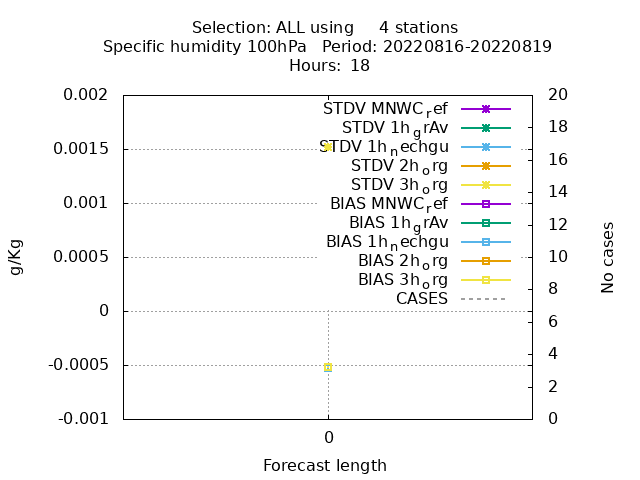 Selection: ALL using     4 stations
Specific humidity 100hPa   Period: 20220816-20220819
Hours: 18
0.002
0.0015
0.001
0.0005
0
-0.0005
-0.001
g/Kg
STDV MNWC_ref
STDV 1h_grAv
STDV 1h_nechgu
STDV 2h_org
STDV 3h_org
BIAS MNWC_ref
BIAS 1h_grAv
BIAS 1h_nechgu
BIAS 2h_org
BIAS 3h_org
CASES
20
18
16
14
12
10
8
6
4
2
0
No cases
0
Forecast length